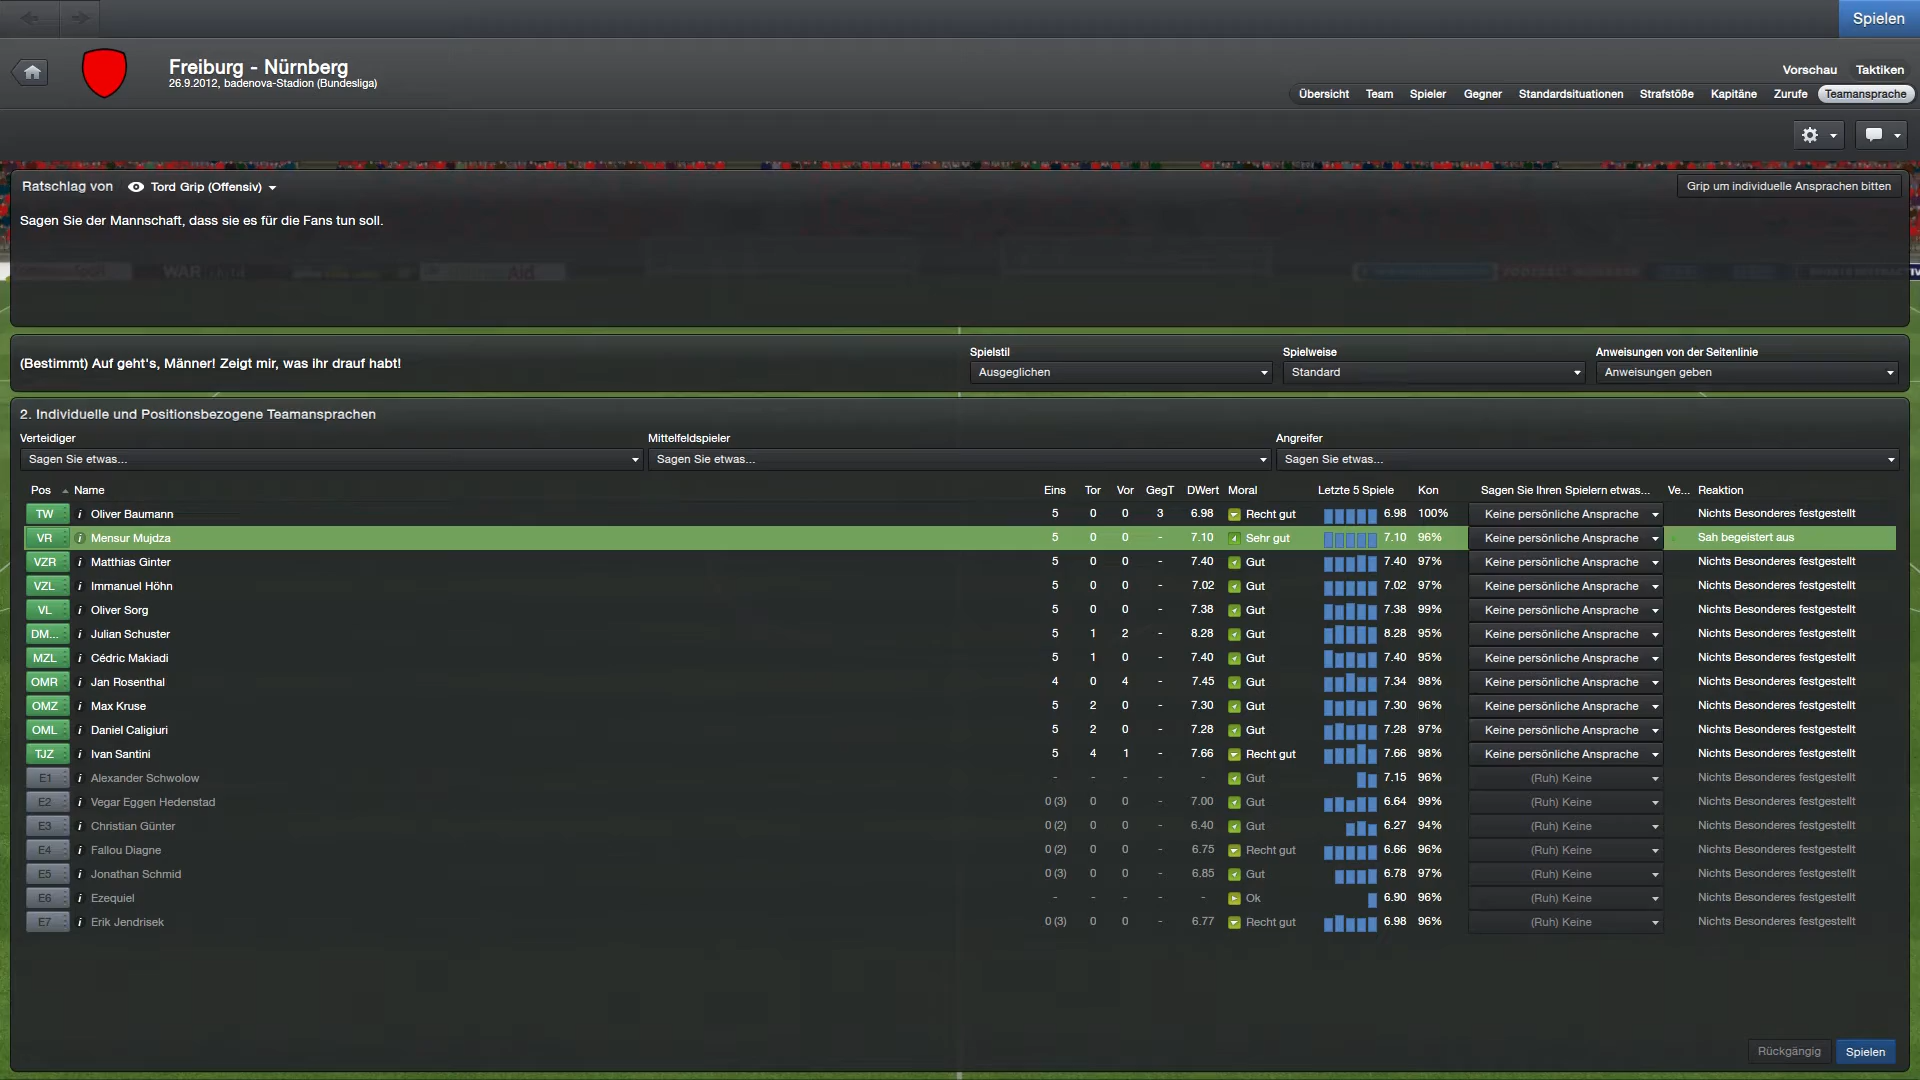 Spielen
Freiburg - Nürnberg
26.9.2012, badenova-Stadion (Bundesliga)
Vorschau Taktiken
Übersicht Team Spieler Gegner Standardsituationen Strafstöße Kapitäne Zurufe Teamansprache
Ratschlag von Tord Grip (Offensiv) Grip um individuelle Ansprachen bitten
Sagen Sie der Mannschaft, dass sie es für die Fans tun soll.
(Bestimmt) Auf geht's, Männer! Zeigt mir, was ihr drauf habt!
Spielstil Spielweise Anweisungen von der Seitenlinie
Ausgeglichen Standard Anweisungen geben
2. Individuelle und Positionsbezogene Teamansprachen
Verteidiger Mittelfeldspieler Angreifer
Sagen Sie etwas... Sagen Sie etwas... Sagen Sie etwas...
Pos Name Eins Tor Vor GegT DWert Moral Letzte 5 Spiele Kon Sagen Sie Ihren Spielern etwas... Ve... Reaktion
TW i Oliver Baumann 5 0 0 3 6.98 Recht gut 6.98 100% Keine persönliche Ansprache Nichts Besonderes festgestellt
VR i Mensur Mujdza 5 0 0 - 7.10 Sehr gut 7.10 96% Keine persönliche Ansprache Sah begeistert aus
VZR i Matthias Ginter 5 0 0 - 7.40 Gut 7.40 97% Keine persönliche Ansprache Nichts Besonderes festgestellt
VZL i Immanuel Höhn 5 0 0 - 7.02 Gut 7.02 97% Keine persönliche Ansprache Nichts Besonderes festgestellt
VL i Oliver Sorg 5 0 0 - 7.38 Gut 7.38 99% Keine persönliche Ansprache Nichts Besonderes festgestellt
DM... i Julian Schuster 5 1 2 - 8.28 Gut 8.28 95% Keine persönliche Ansprache Nichts Besonderes festgestellt
MZL i Cédric Makiadi 5 1 0 - 7.40 Gut 7.40 95% Keine persönliche Ansprache Nichts Besonderes festgestellt
OMR i Jan Rosenthal 4 0 4 - 7.45 Gut 7.34 98% Keine persönliche Ansprache Nichts Besonderes festgestellt
OMZ i Max Kruse 5 2 0 - 7.30 Gut 7.30 96% Keine persönliche Ansprache Nichts Besonderes festgestellt
OML i Daniel Caligiuri 5 2 0 - 7.28 Gut 7.28 97% Keine persönliche Ansprache Nichts Besonderes festgestellt
TJZ i Ivan Santini 5 4 1 - 7.66 Recht gut 7.66 98% Keine persönliche Ansprache Nichts Besonderes festgestellt
E1 i Alexander Schwolow - - - - - Gut 7.15 96% (Ruh) Keine Nichts Besonderes festgestellt
E2 i Vegar Eggen Hedenstad 0 (3) 0 0 - 7.00 Gut 6.64 99% (Ruh) Keine Nichts Besonderes festgestellt
E3 i Christian Günter 0 (2) 0 0 - 6.40 Gut 6.27 94% (Ruh) Keine Nichts Besonderes festgestellt
E4 i Fallou Diagne 0 (2) 0 0 - 6.75 Recht gut 6.66 96% (Ruh) Keine Nichts Besonderes festgestellt
E5 i Jonathan Schmid 0 (3) 0 0 - 6.85 Gut 6.78 97% (Ruh) Keine Nichts Besonderes festgestellt
E6 i Ezequiel - - - - - Ok 6.90 96% (Ruh) Keine Nichts Besonderes festgestellt
E7 i Erik Jendrisek 0 (3) 0 0 - 6.77 Recht gut 6.98 96% (Ruh) Keine Nichts Besonderes festgestellt
Rückgängig Spielen